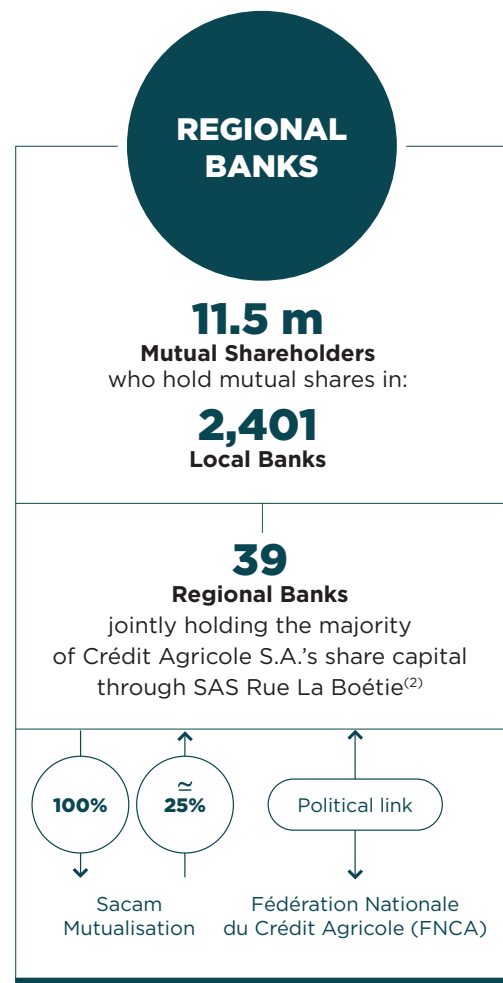 REGIONAL
BANKS
11.5 m
Mutual Shareholders
who hold mutual shares in:
2,401
Local Banks
39
Regional Banks
jointly holding the majority
of Crédit Agricole S.A.’s share capital
through SAS Rue La Boétie(2)
100%
≃
25%
Political link
Sacam
Mutualisation
Fédération Nationale
du Crédit Agricole (FNCA)